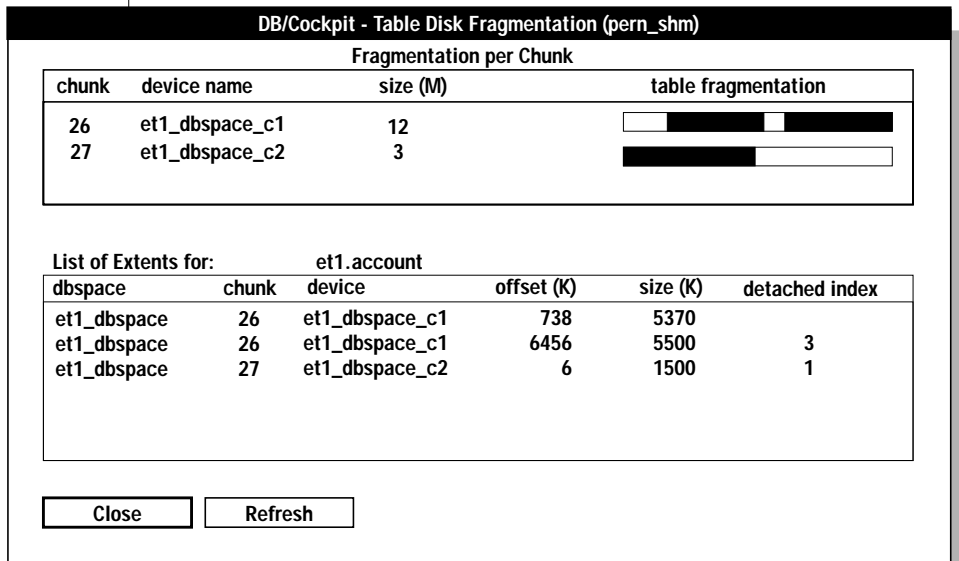 DB/Cockpit - Table Disk Fragmentation (pern_shm)
Fragmentation per Chunk
chunk device name size (M) table fragmentation
26 et1_dbspace_c1 12
27 et1_dbspace_c2 3
List of Extents for: et1.account
dbspace chunk device offset (K) size (K) detached index
et1_dbspace 26 et1_dbspace_c1 738 5370
et1_dbspace 26 et1_dbspace_c1 6456 5500 3
et1_dbspace 27 et1_dbspace_c2 6 1500 1
Close Refresh